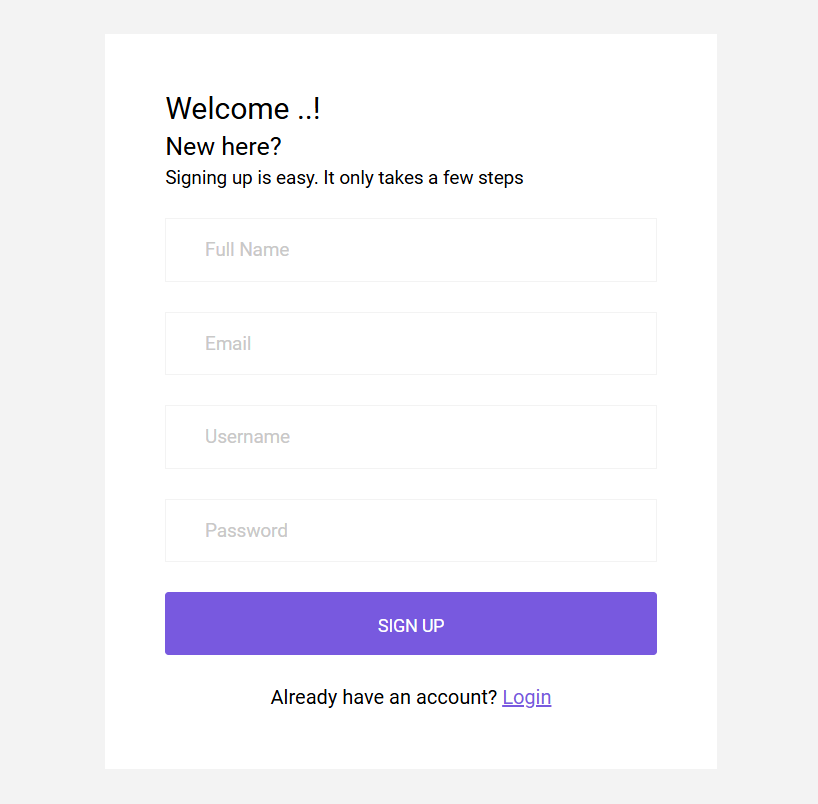 Welcome ..!
New here?
Signing up is easy. It only takes a few steps
Full Name
Email
Username
Password
SIGN UP
Already have an account? Login